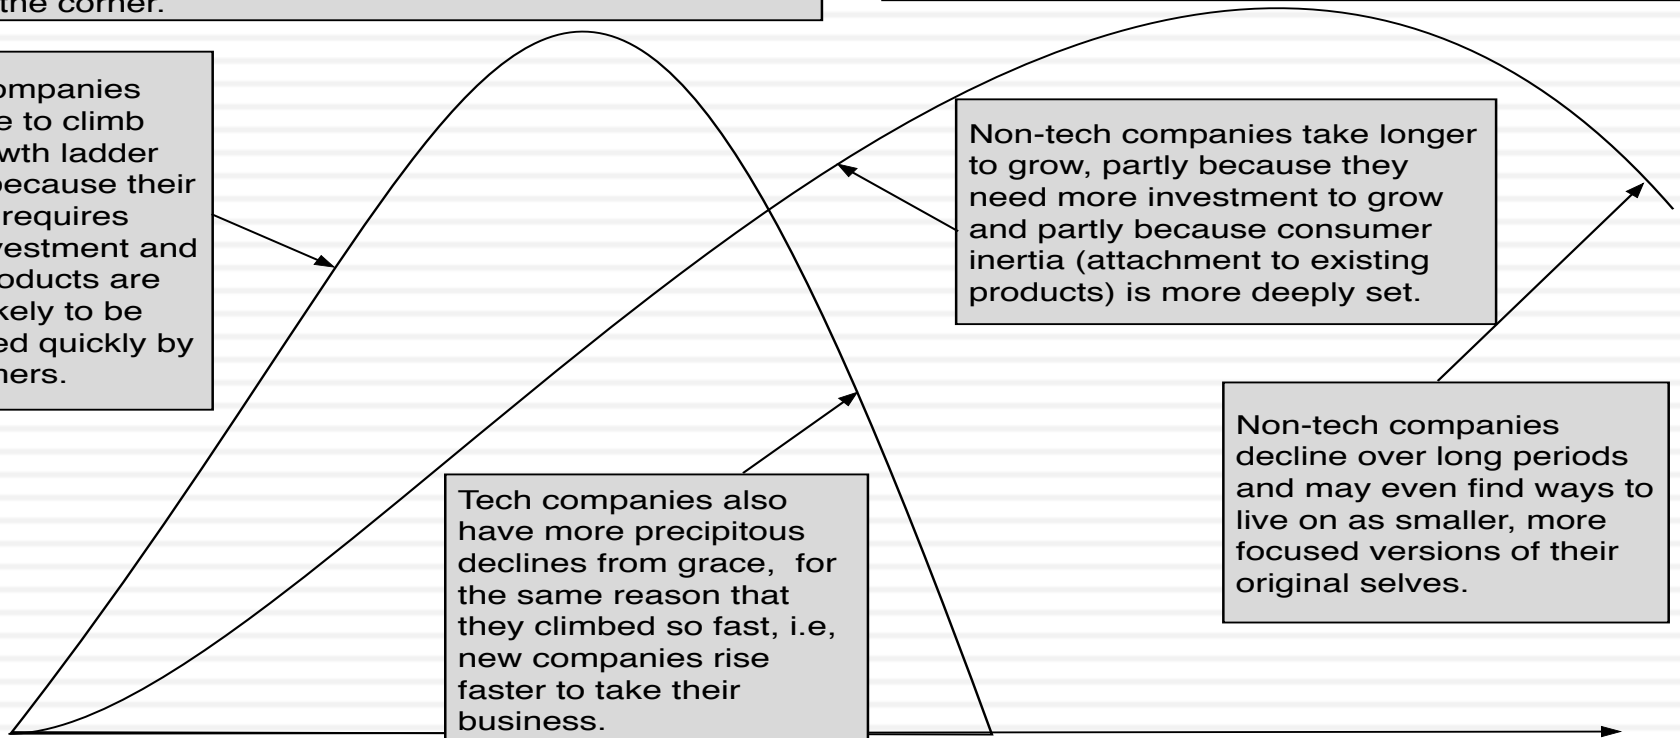 the corner.
ompanies
e to climb
wth ladder
ecause their
requires
vestment and
oducts are
kely to be
ed quickly by
ners.
Non-tech companies take longer
to grow, partly because they
need more investment to grow
and partly because consumer
inertia (attachment to existing
products) is more deeply set.
Tech companies also
have more precipitous
declines from grace,  for
the same reason that
they climbed so fast, i.e,
new companies rise
faster to take their
business.
Non-tech companies
decline over long periods
and may even find ways to
live on as smaller, more
focused versions of their
original selves.